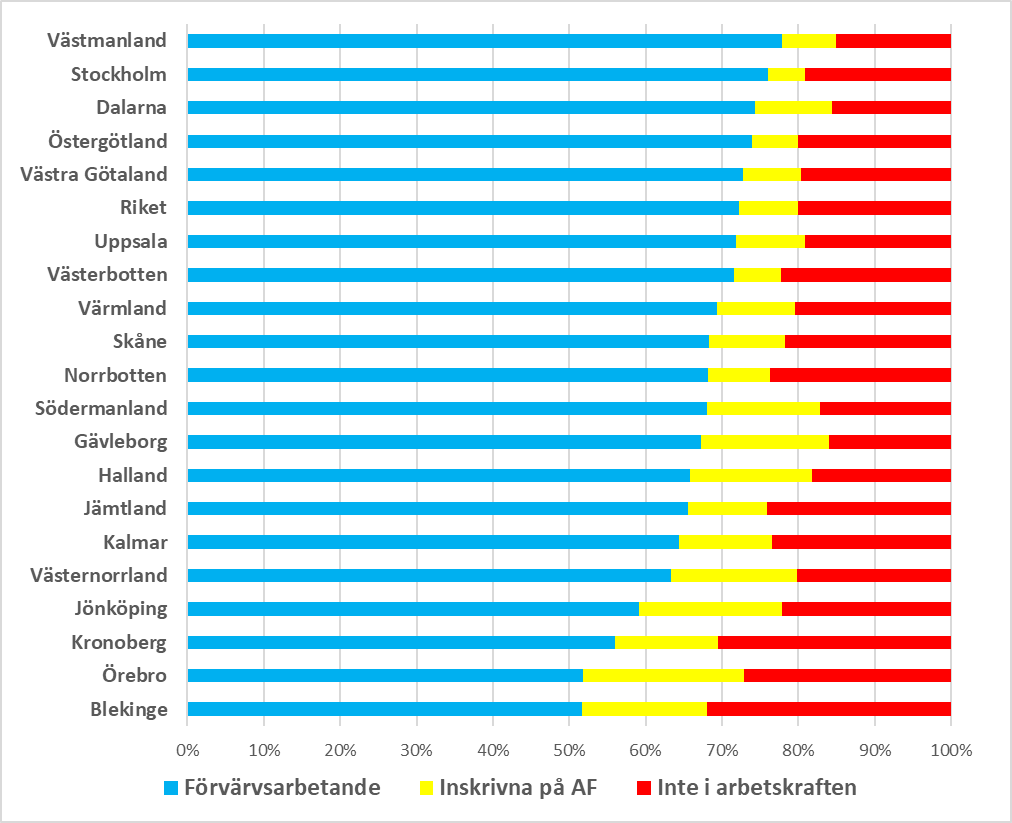 Västmanland
Stockholm
Dalarna
Östergötland
Västra Götaland
Riket
Uppsala
Västerbotten
Värmland
Skåne
Norrbotten
Södermanland
Gävleborg
Halland
Jämtland
Kalmar
Västernorrland
Jönköping
Kronoberg
Örebro
Blekinge
0% 10% 20% 30% 40% 50% 60% 70% 80% 90% 100%
Förvärvsarbetande Inskrivna på AF Inte i arbetskraften